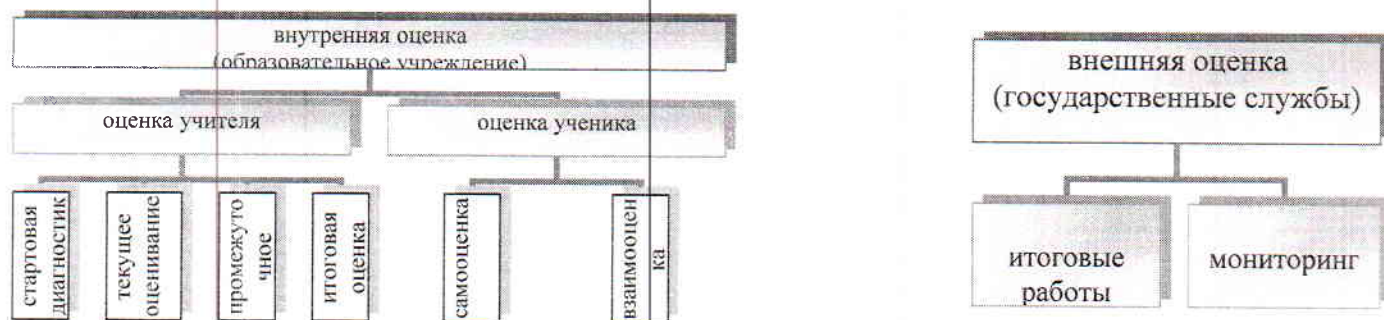 внутренняя оценка
(образовательное учреждение)
оценка учителя
оценка ученика
стартовая
диагностик
текущее
оценивание
промежуто
чное
итоговая
оценка
самооценка
взаимооцен
ка
внешняя оценка
(государственные службы)
итоговые
работы
мониторинг